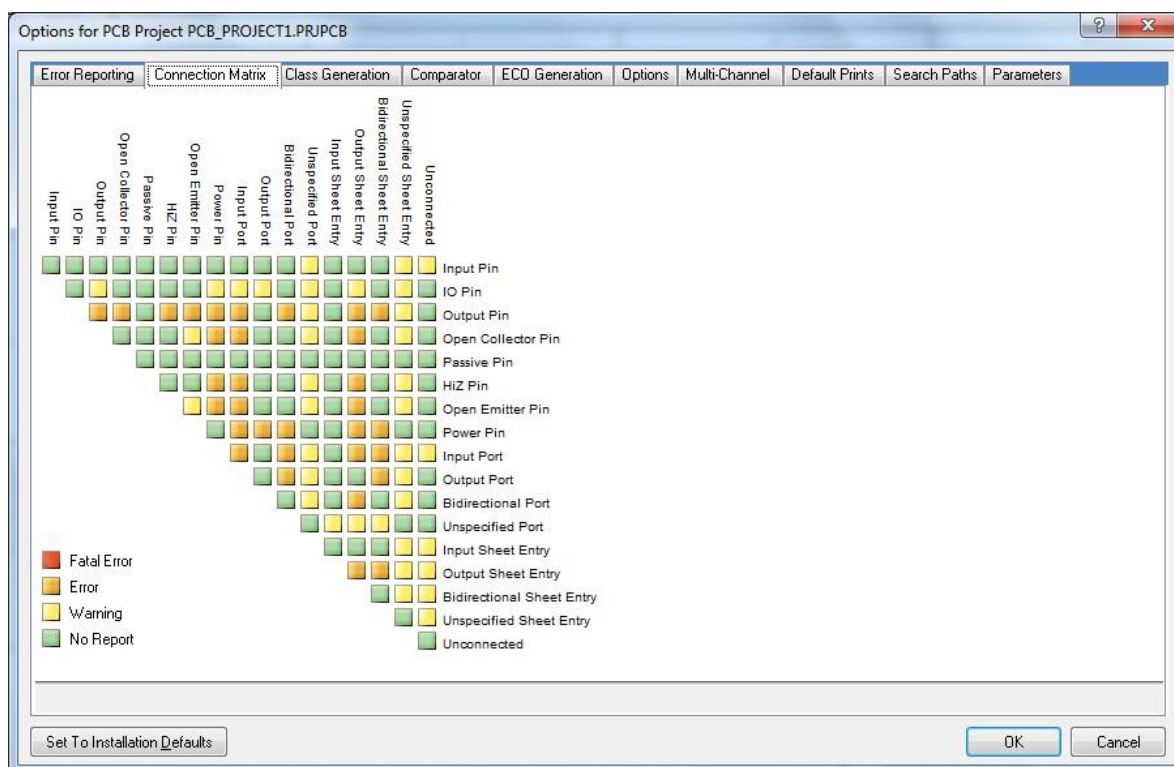 Options for PCB Project PCB_PROJECT1.PRJPCB
?
X
Error Reporting
Connection Matrix
Class Generation
Comparator
ECO Generation
Options
Multi-Channel
Default Prints
Search Paths
Parameters
Input Pin
IO Pin
Output Pin
Open Collector Pin
Passive Pin
HiZ Pin
Open Emitter Pin
Power Pin
Input Port
Output Port
Bidirectional Port
Unspecified Port
Input Sheet Entry
Output Sheet Entry
Bidirectional Sheet Entry
Unspecified Sheet Entry
Unconnected
Input Pin
IO Pin
Output Pin
Open Collector Pin
Passive Pin
HiZ Pin
Open Emitter Pin
Power Pin
Input Port
Output Port
Bidirectional Port
Unspecified Port
Input Sheet Entry
Output Sheet Entry
Bidirectional Sheet Entry
Unspecified Sheet Entry
Unconnected
Fatal Error
Error
Warning
No Report
Set To Installation Defaults
OK
Cancel